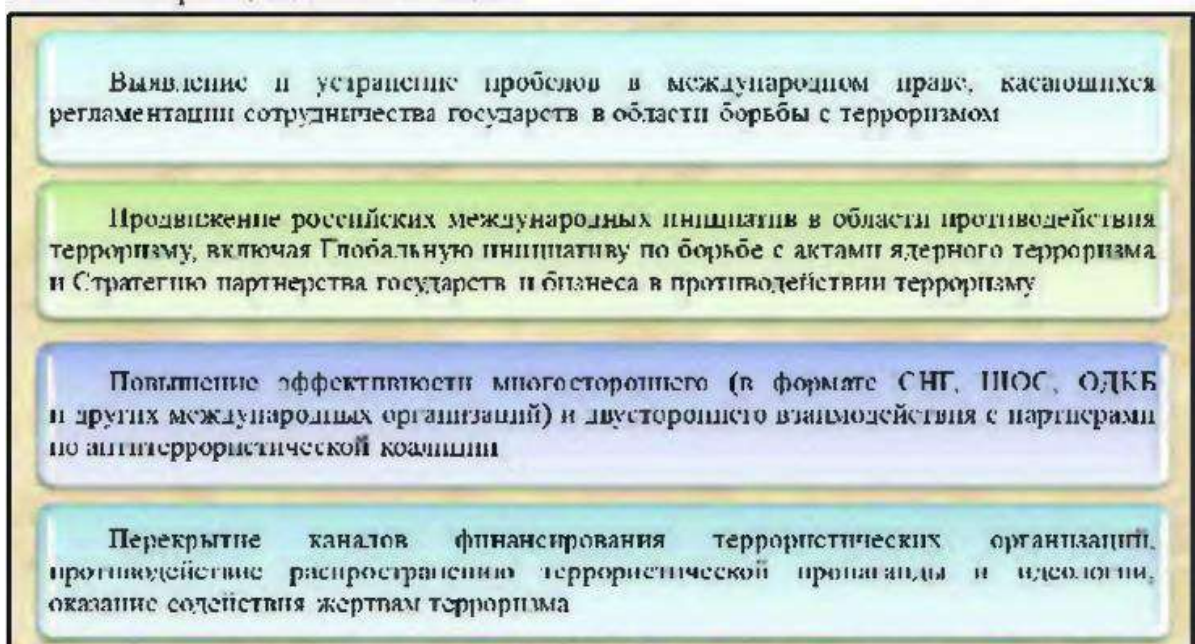 Выявление и устранение пробелов в международном праве, касающихся
регламентации сотрудничества государств в области борьбы с терроризмом
Продвижение российских международных инициатив в области противодействия
терроризму, включая Глобальную инициативу по борьбе с актами ядерного терроризма
и Стратегию партнерства государств и бизнеса в противодействии терроризму
Повышение эффективности многостороннего (в формате СНГ, ШОС, ОДКБ
и других международных организаций) и двустороннего взаимодействия с партнерами
по антитеррористической коалиции
Перекрытие каналов финансирования террористических организаций,
противодействие распространению террористической пропаганды и идеологии,
оказание содействия жертвам терроризма